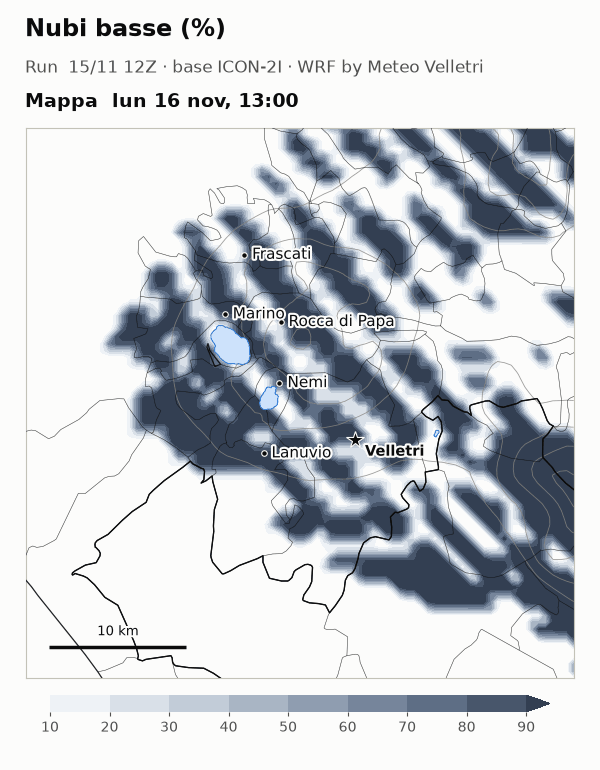 Nubi basse (%)
Run  15/11 12Z · base ICON-2I · WRF by Meteo Velletri
Mappa  lun 16 nov, 13:00
Frascati
Marino
Rocca di Papa
Nemi
Velletri
Lanuvio
10 km
10 20 30 40 50 60 70 80 90